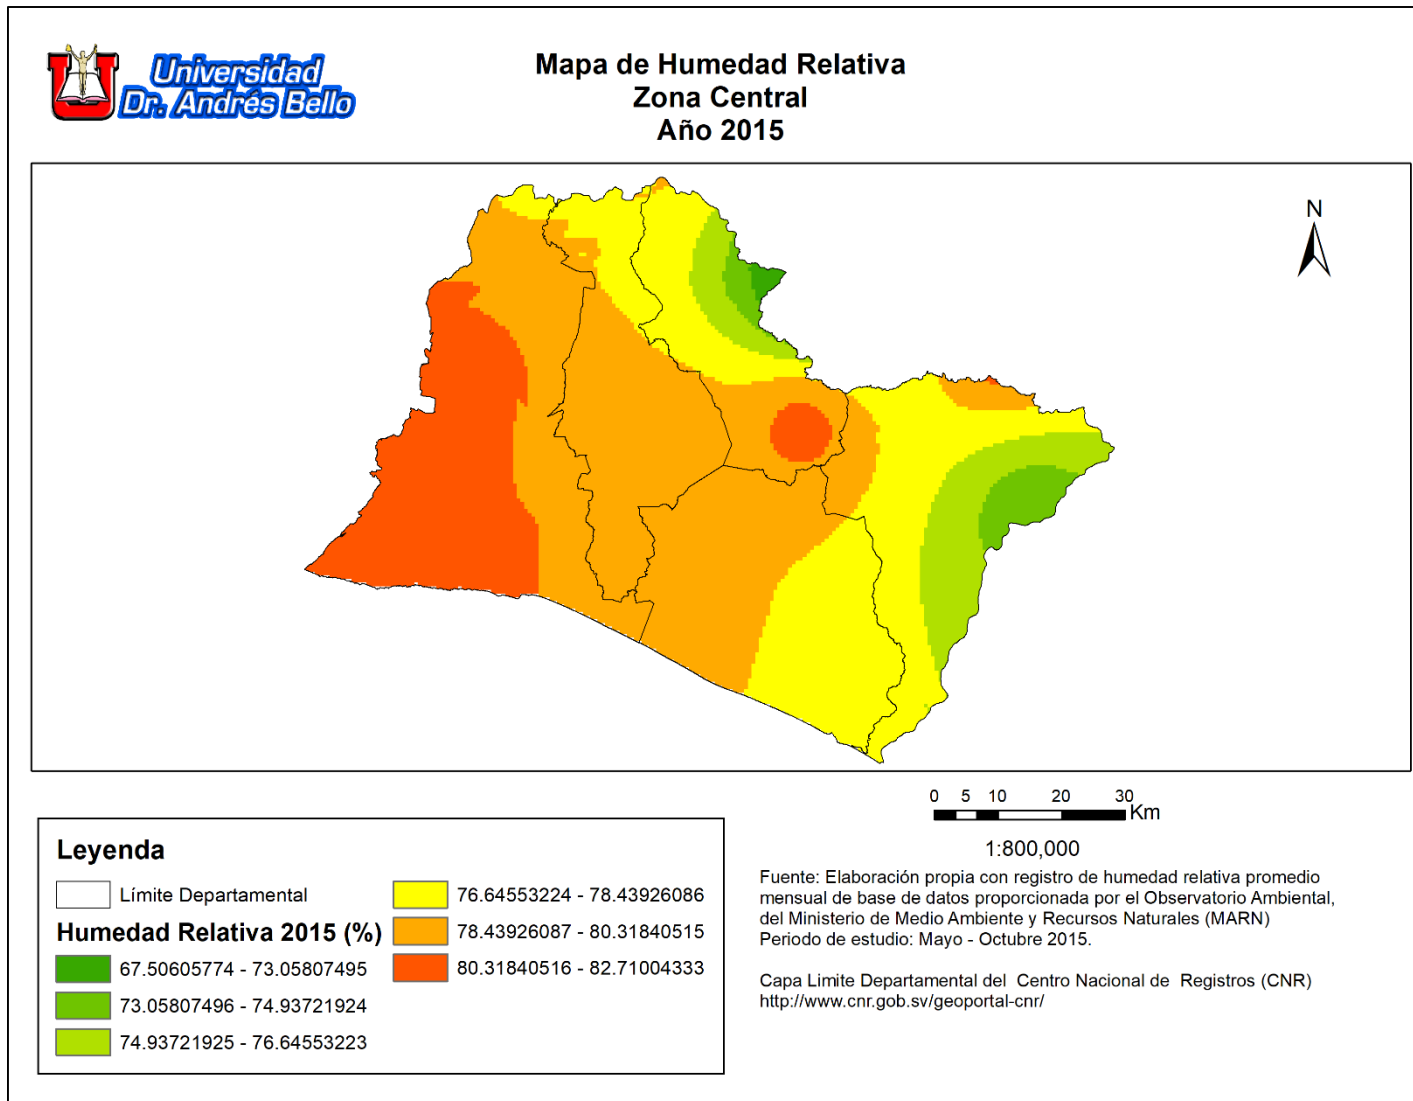 Universidad
Dr. Andrés Bello
Mapa de Humedad Relativa
Zona Central
Año 2015
N
0 5 10 20 30
Km
1:800,000
Leyenda
Límite Departamental
Humedad Relativa 2015 (%)
67.50605774 - 73.05807495
73.05807496 - 74.93721924
74.93721925 - 76.64553223
76.64553224 - 78.43926086
78.43926087 - 80.31840515
80.31840516 - 82.71004333
Fuente: Elaboración propia con registro de humedad relativa promedio
mensual de base de datos proporcionada por el Observatorio Ambiental,
del Ministerio de Medio Ambiente y Recursos Naturales (MARN)
Periodo de estudio: Mayo - Octubre 2015.
Capa Limite Departamental del Centro Nacional de Registros (CNR)
http://www.cnr.gob.sv/geoportal-cnr/